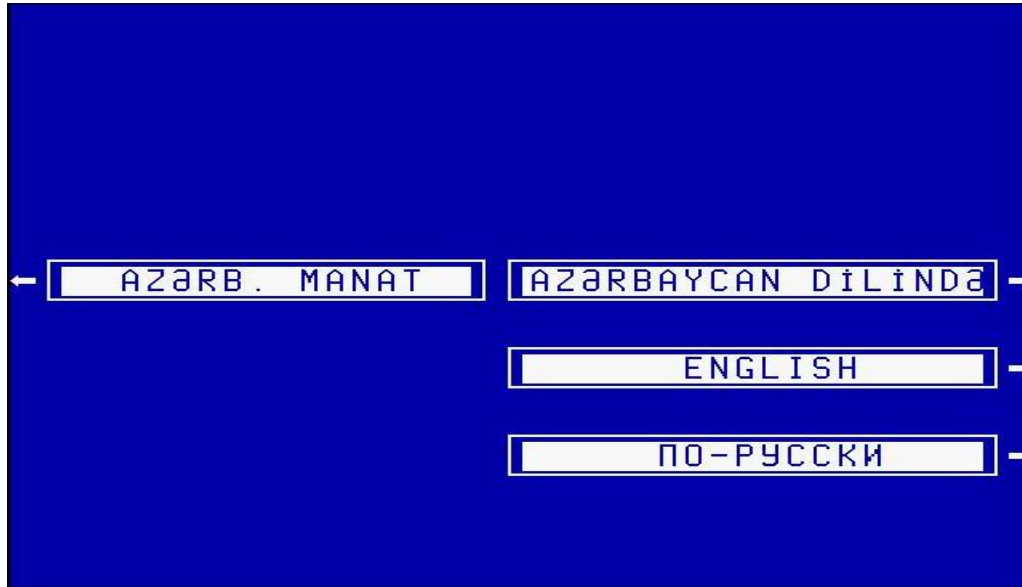 AZƏRB. MANAT
AZƏRBAYCAN DİLİNDƏ
ENGLISH
ПО-РУССКИ